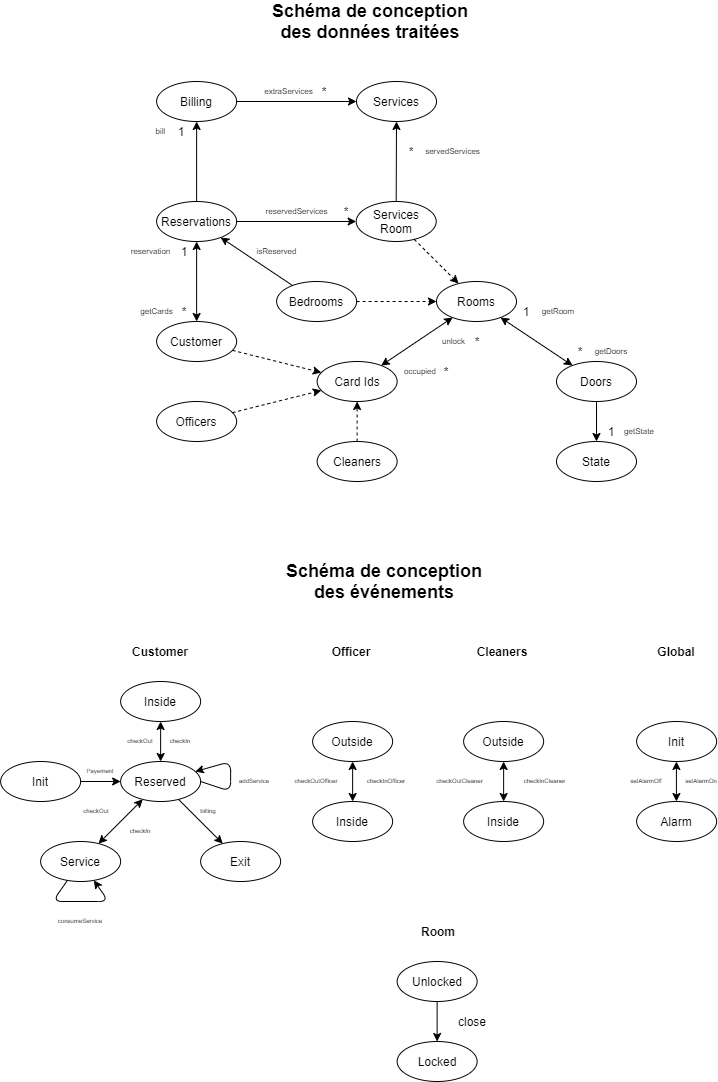 Schéma de conception
des données traitées
Billing
extraServices
*
Services
bill
1
*
servedServices
Reservations
reservedServices
*
Services
Room
reservation
1
isReserved
getCards
*
Bedrooms
Rooms
1
getRoom
Customer
unlock
*
*
getDoors
Card Ids
occupied
*
Doors
Officers
1
getState
Cleaners
State
Schéma de conception
des événements
Customer
Officer
Cleaners
Global
Inside
Outside
Outside
Init
checkOut
checkIn
Payement
Init
Reserved
addService
checkOutOfficer
checkInOfficer
checkOutCleaner
checkInCleaner
setAlarmOff
setAlarmOn
checkOut
billing
checkIn
Inside
Inside
Alarm
Service
Exit
consumeService
Room
Unlocked
close
Locked